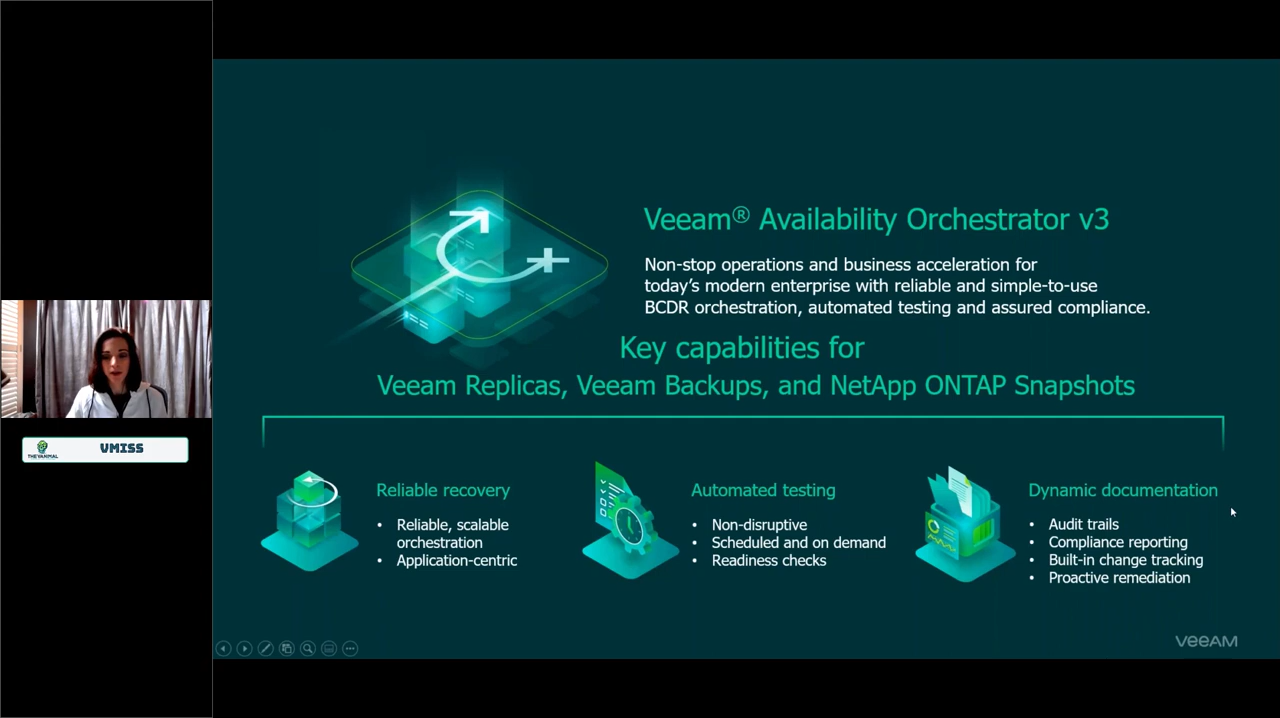 Veeam® Availability Orchestrator v3
Non-stop operations and business acceleration for
today's modern enterprise with reliable and simple-to-use
BCDR orchestration, automated testing and assured compliance.
Key capabilities for
Veeam Replicas, Veeam Backups, and NetApp ONTAP Snapshots
Reliable recovery
• Reliable, scalable
orchestration
• Application-centric
Automated testing
• Non-disruptive
• Scheduled and on demand
• Readiness checks
Dynamic documentation
• Audit trails
• Compliance reporting
• Built-in change tracking
• Proactive remediation
VMISS
THEVANIMAL
VEEAM